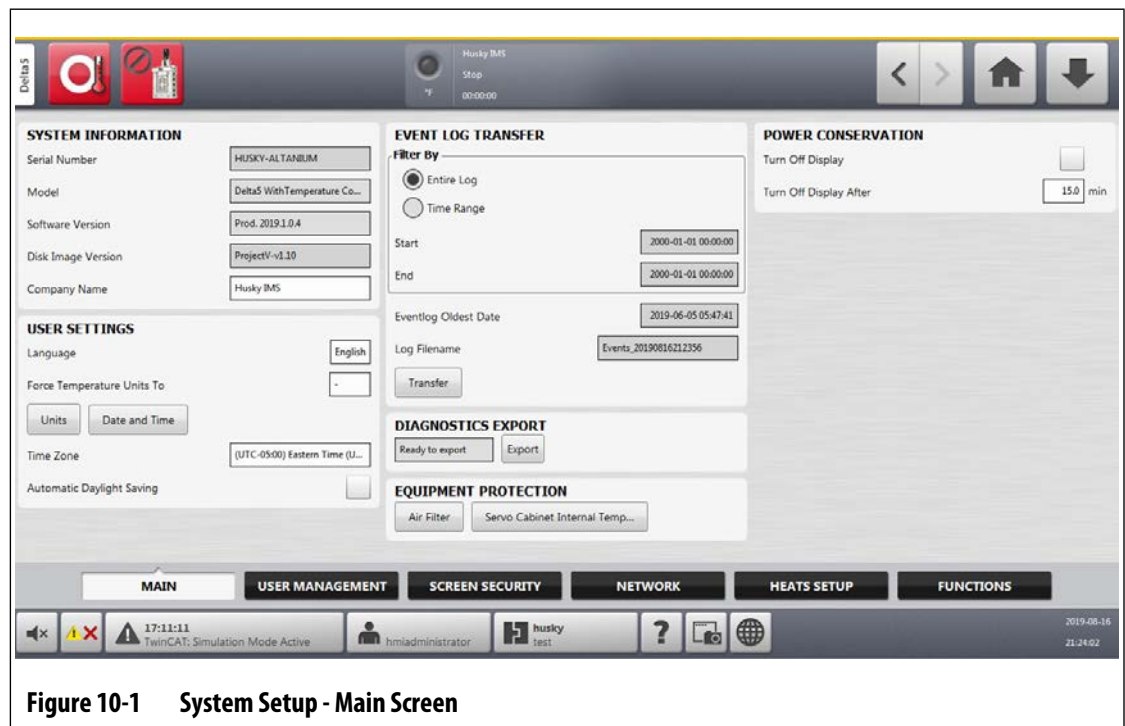 Delta5
Husky IMS
Stop
°F
00:00:00
SYSTEM INFORMATION
Serial Number
HUSKY-ALTANIUM
Model
Delta5 WithTemperature Co...
Software Version
Prod. 2019.1.0.4
Disk Image Version
ProjectV-v1.10
Company Name
Husky IMS
USER SETTINGS
Language
English
Force Temperature Units To
-
Units
Date and Time
Time Zone
(UTC-05:00) Eastern Time (U...
Automatic Daylight Saving
EVENT LOG TRANSFER
Filter By
Entire Log
Time Range
Start
2000-01-01 00:00:00
End
2000-01-01 00:00:00
Eventlog Oldest Date
2019-06-05 05:47:41
Log Filename
Events_20190816212356
Transfer
DIAGNOSTICS EXPORT
Ready to export
Export
EQUIPMENT PROTECTION
Air Filter
Servo Cabinet Internal Temp...
POWER CONSERVATION
Turn Off Display
Turn Off Display After
15.0 min
MAIN
USER MANAGEMENT
SCREEN SECURITY
NETWORK
HEATS SETUP
FUNCTIONS
17:11:11
TwinCAT: Simulation Mode Active
hmiadministrator
husky
test
?
2019-08-16
21:24:02
Figure 10-1 System Setup - Main Screen